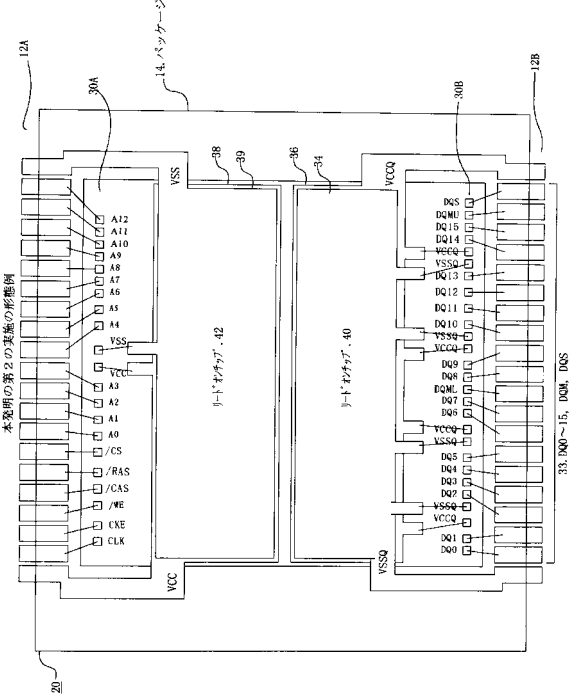 本発明の第2の実施の形態例
12A
14.パッケージ
30A
VSS
38
39
36
34
VCCQ
12B
30B
A12
A11
A10
A9
A8
A7
A6
A5
A4
VSS
VCC
A3
A2
A1
A0
/CS
/RAS
/CAS
/WE
CKE
CLK
リードオンチップ.42
リードオンチップ.40
DQS
DQMU
DQ15
DQ14
VCCQ
VSSQ
DQ13
DQ12
DQ11
DQ10
VSSQ
VCCQ
DQ9
DQ8
DQML
DQ7
DQ6
VCCQ
VSSQ
DQ5
DQ4
DQ3
DQ2
VSSQ
VCCQ
DQ1
DQ0
VCC
VSSQ
33.DQ0~15, DQM, DQS
20